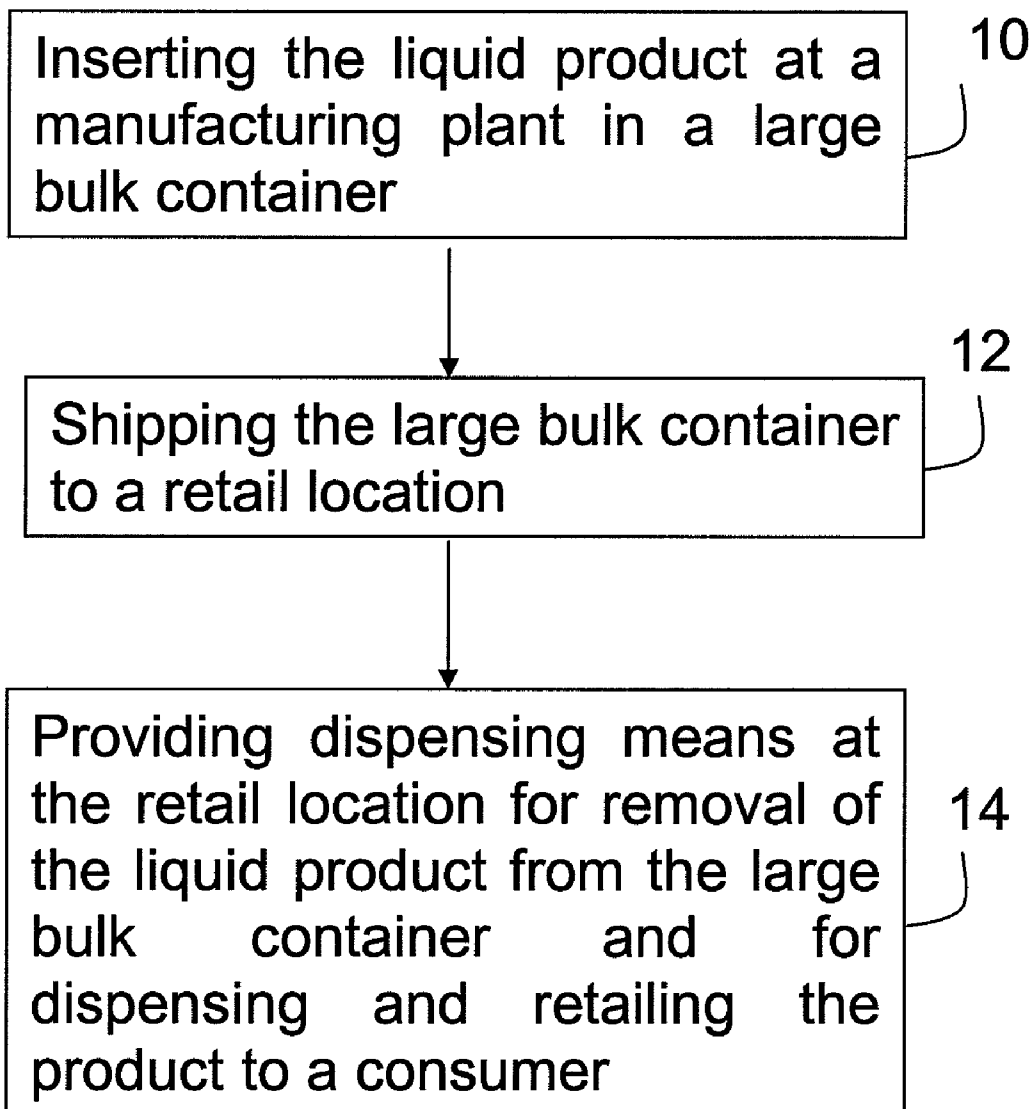 10
Inserting the liquid product at a
manufacturing plant in a large
bulk container
12
Shipping the large bulk container
to a retail location
Providing dispensing means at
the retail location for removal of
14
the liquid product from the large
bulk container and for
dispensing and retailing the
product to a consumer